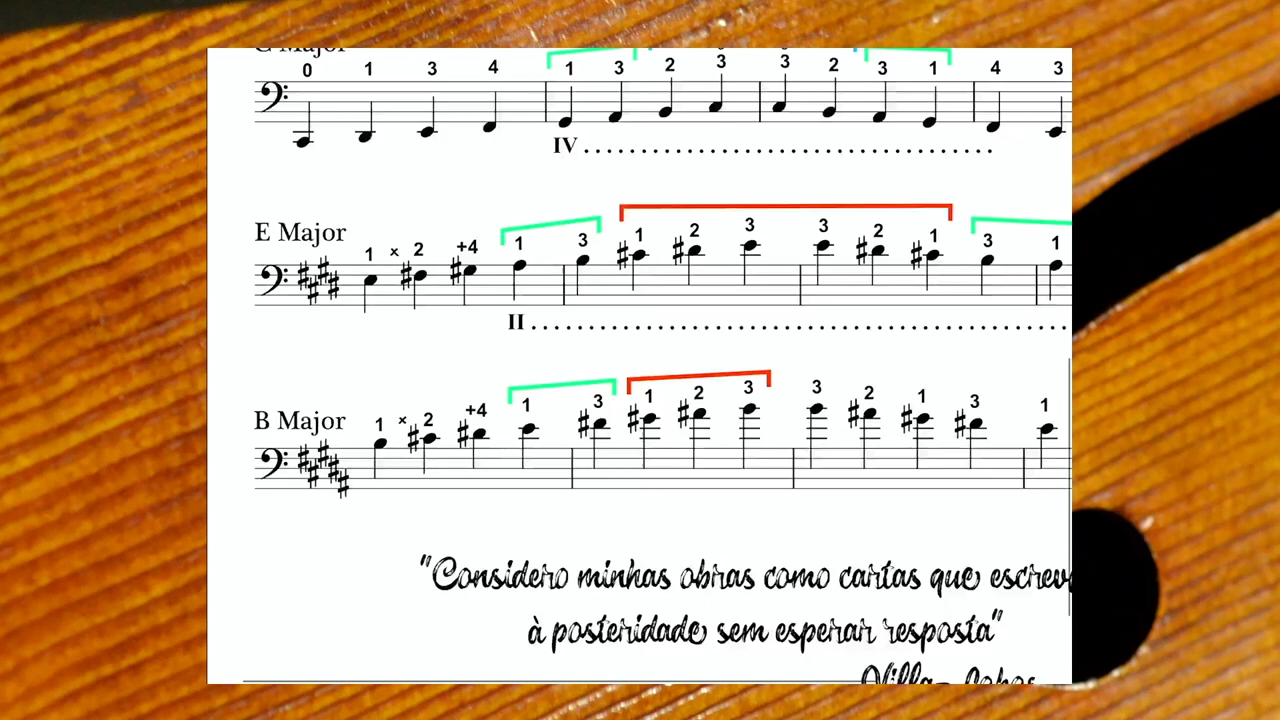 C Major
0 1 3 4 1 3 2 3 3 2 3 1 4 3
IV
E Major
1 x 2 +4 1 3 1 2 3 3 2 1 3 1
II
B Major
1 x 2 +4 1 3 1 2 3 3 2 1 3 1
"Considero minhas obras como cartas que escrev
à posteridade sem esperar resposta"
Villa-Lobos